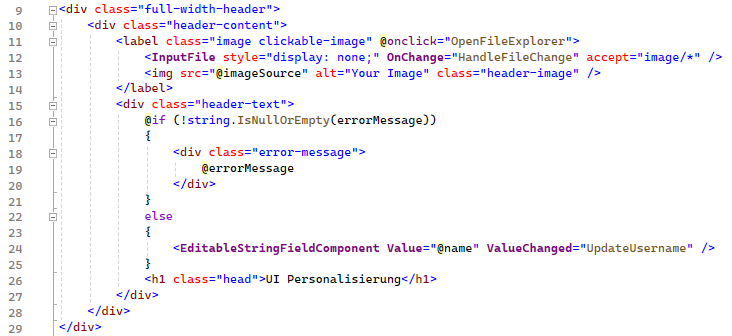 9 <div class="full-width-header">
10 <div class="header-content">
11 <label class="image clickable-image" @onclick="OpenFileExplorer">
12 <InputFile style="display: none;" OnChange="HandleFileChange" accept="image/*" />
13 <img src="@imageSource" alt="Your Image" class="header-image" />
14 </label>
15 <div class="header-text">
16 @if (!string.IsNullOrEmpty(errorMessage))
17 {
18 <div class="error-message">
19 @errorMessage
20 </div>
21 }
22 else
23 {
24 <EditableStringFieldComponent Value="@name" ValueChanged="UpdateUsername" />
25 }
26 <h1 class="head">UI Personalisierung</h1>
27 </div>
28 </div>
29 </div>